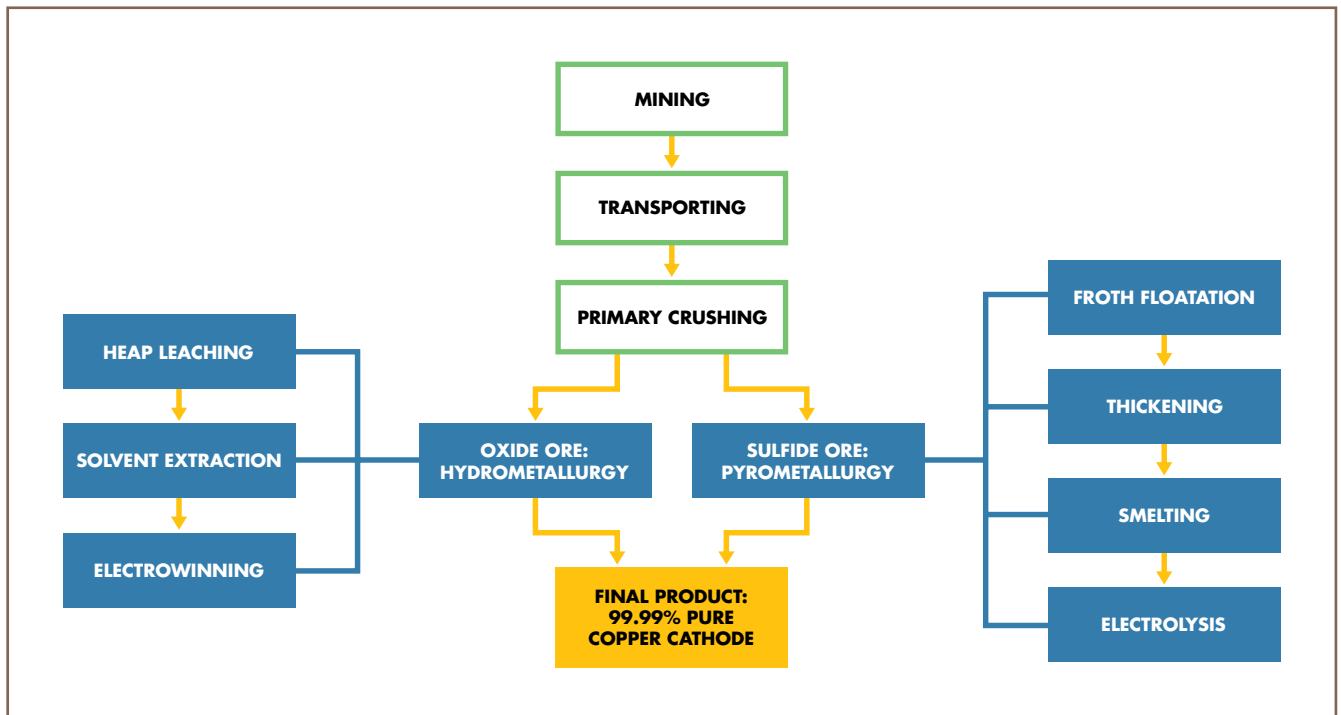 MINING
TRANSPORTING
PRIMARY CRUSHING
HEAP LEACHING
SOLVENT EXTRACTION
ELECTROWINNING
OXIDE ORE:
HYDROMETALLURGY
SULFIDE ORE:
PYROMETALLURGY
FROTH FLOATATION
THICKENING
SMELTING
ELECTROLYSIS
FINAL PRODUCT:
99.99% PURE
COPPER CATHODE